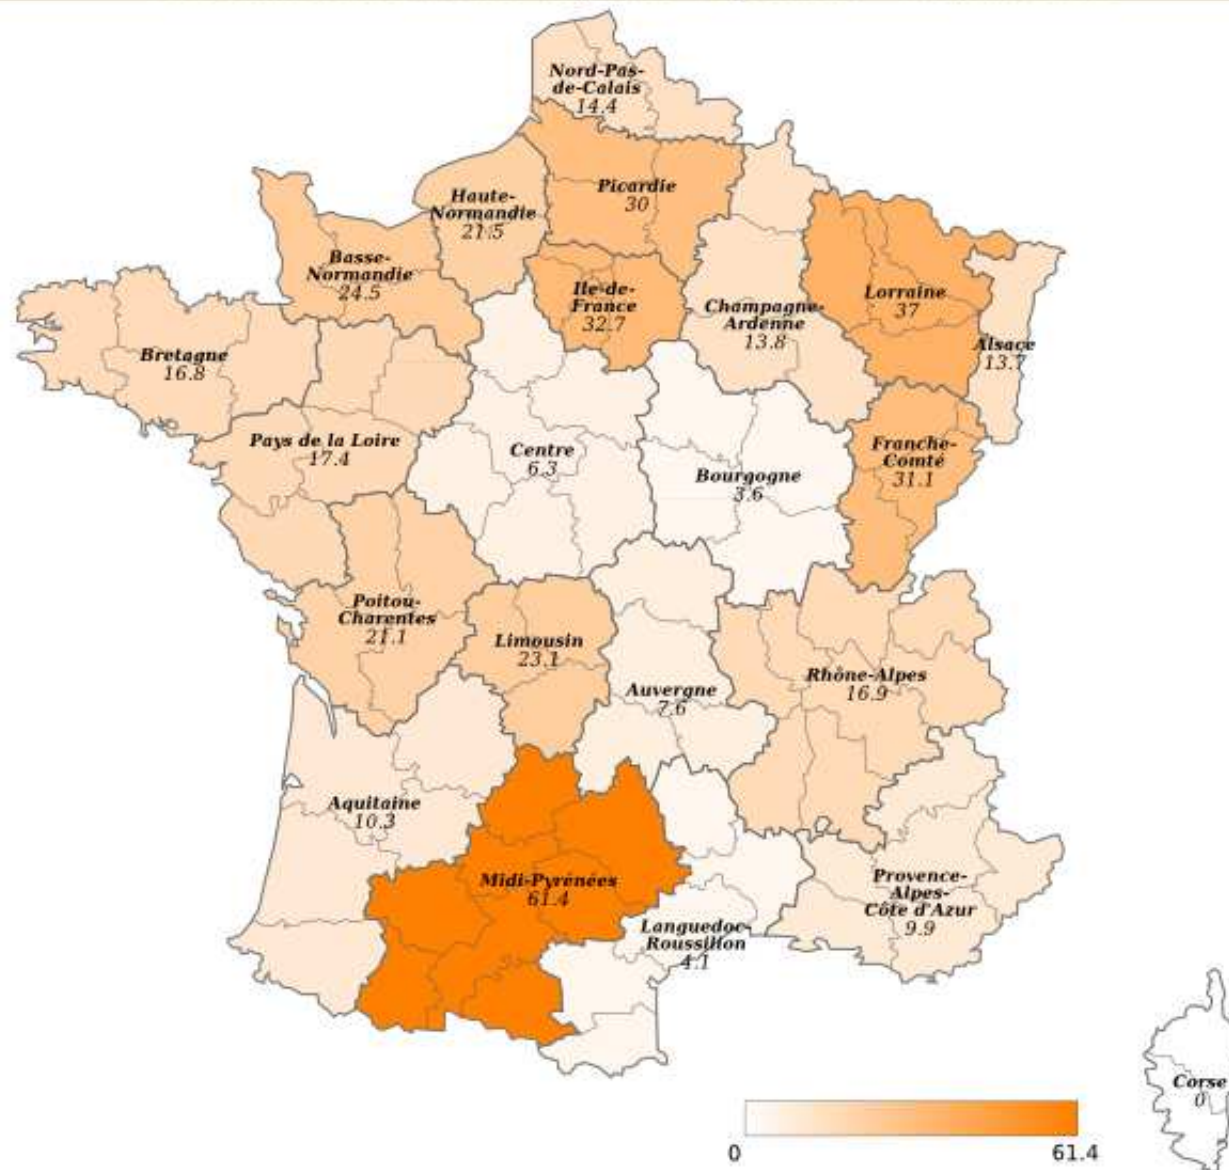 Nord-Pas-
de-Calais
14.4
Picardie
30
Haute-
Normandie
21.5
Basse-
Normandie
24.5
Ile-de-
France
32.7
Champagne-
Ardenne
13.8
Lorraine
37
Alsace
13.7
Bretagne
16.8
Pays de la Loire
17.4
Centre
6.3
Bourgogne
3.6
Franche-
Comté
31.1
Poitou-
Charentes
21.1
Limousin
23.1
Auvergne
7.6
Rhône-Alpes
16.9
Aquitaine
10.3
Midi-Pyrénées
61.4
Languedoc-
Roussillon
4.1
Provence-
Alpes-
Côte d'Azur
9.9
Corse
0
0
61.4